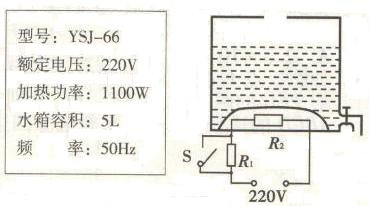 型号：YSJ-66
额定电压：220V
加热功率：1100W
水箱容积：5L
频　率：50Hz
S
R₁
R₂
220V